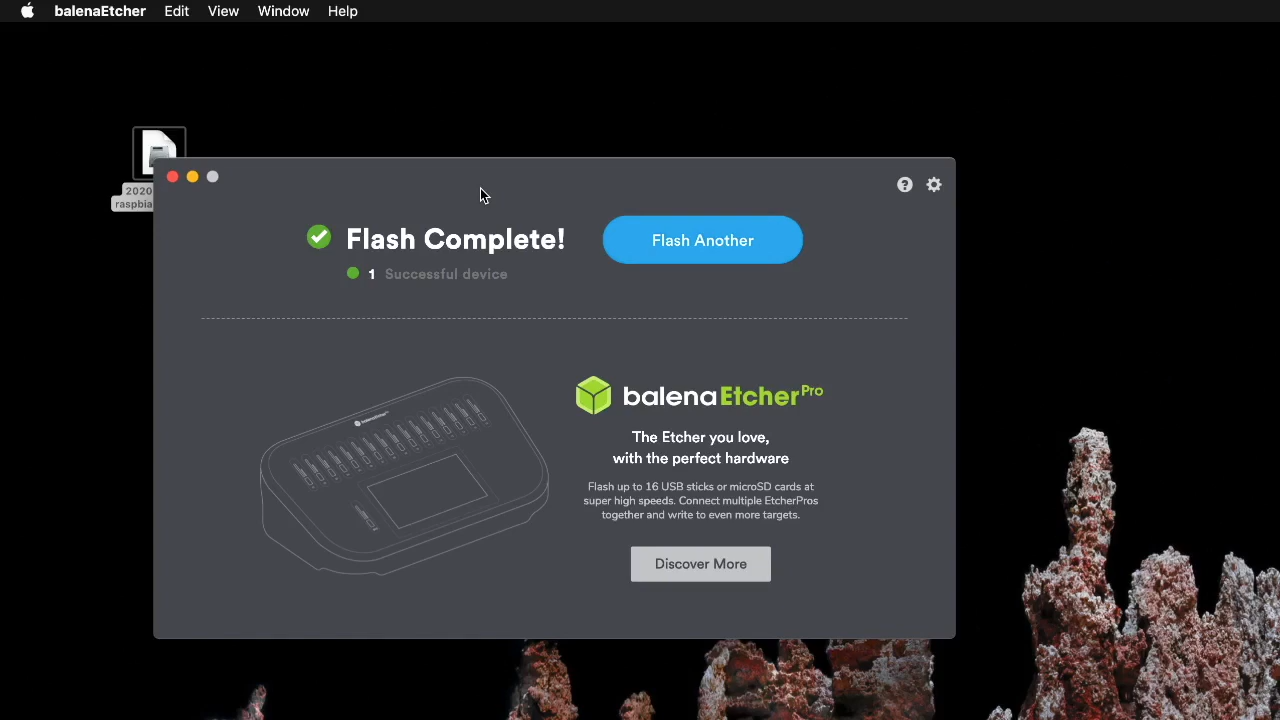 balenaEtcher Edit View Window Help
2020
raspbia
Flash Complete!
Flash Another
1 Successful device
balenaEtcher Pro
The Etcher you love,
with the perfect hardware
Flash up to 16 USB sticks or microSD cards at
super high speeds. Connect multiple EtcherPros
together and write to even more targets.
Discover More